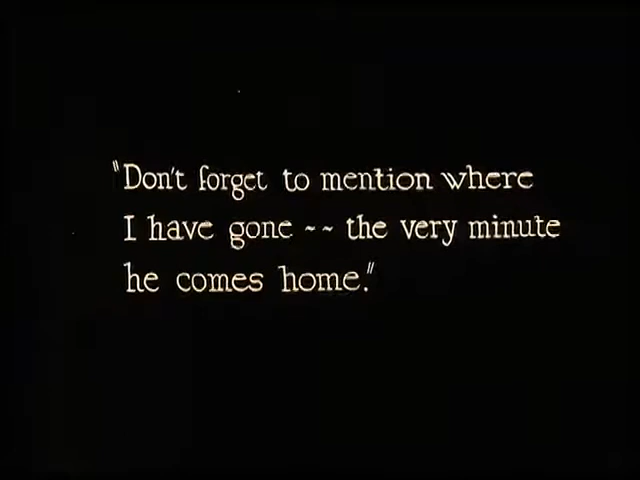 "Don't forget to mention where
I have gone -- the very minute
he comes home."